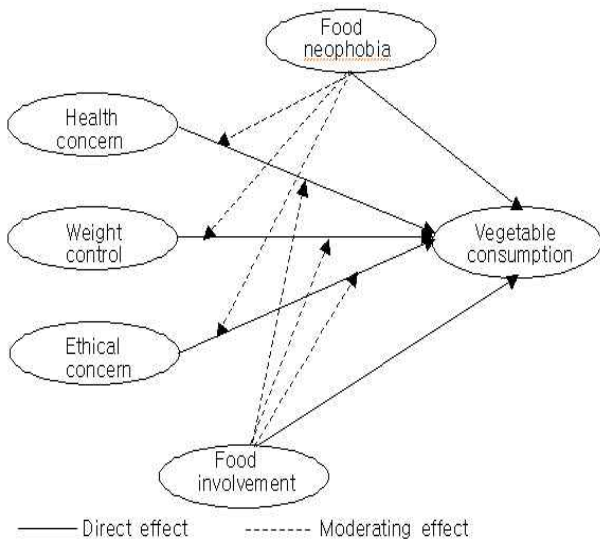 Food
neophobia
Health
concern
Weight
control
Vegetable
consumption
Ethical
concern
Food
involvement
Direct effect
Moderating effect